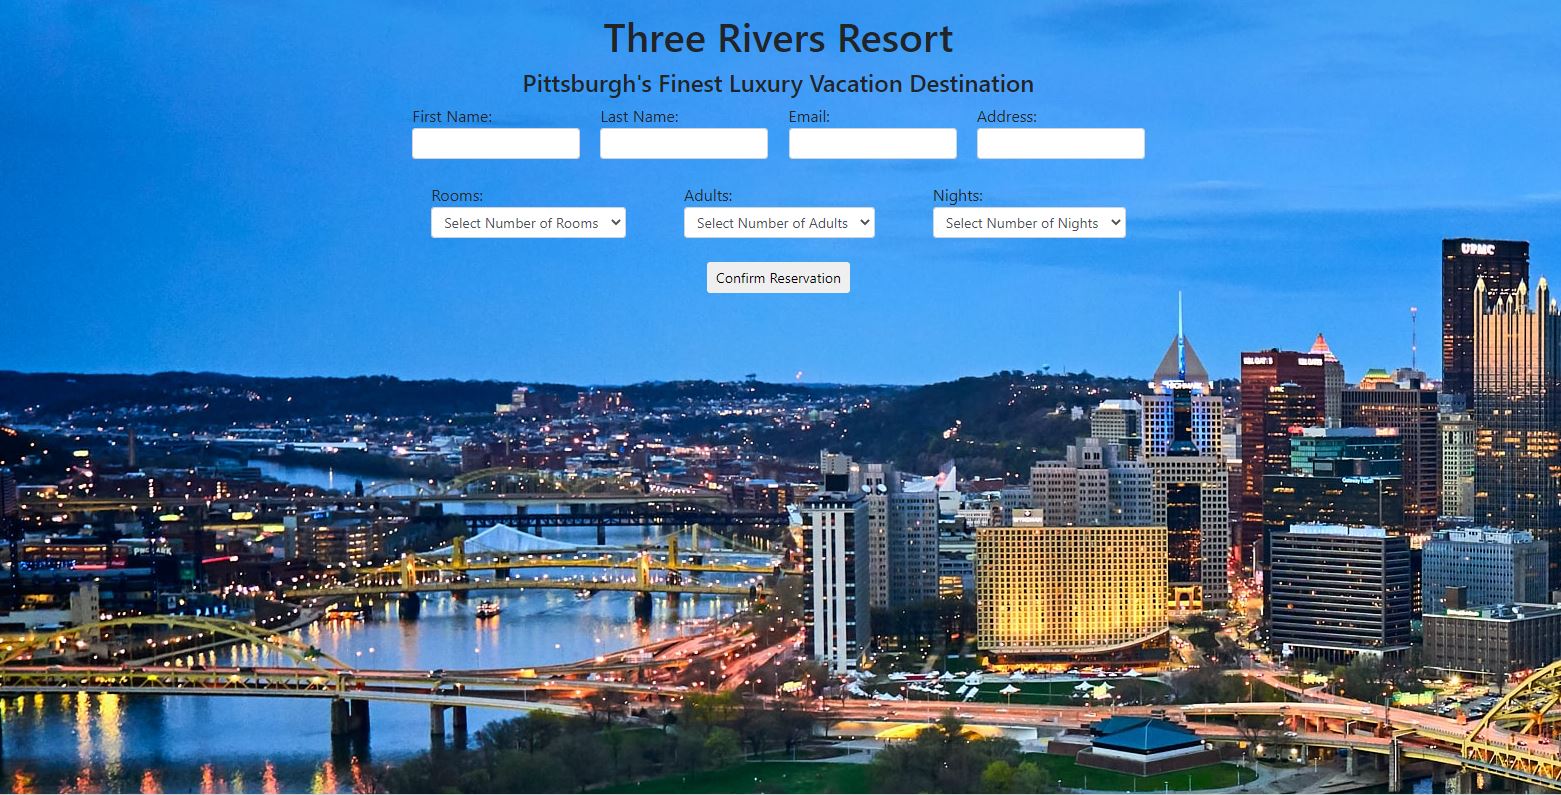 Three Rivers Resort
Pittsburgh's Finest Luxury Vacation Destination
First Name: Last Name: Email: Address:
Rooms: Adults: Nights:
Select Number of Rooms Select Number of Adults Select Number of Nights
Confirm Reservation
UPMC
HIGHMARK